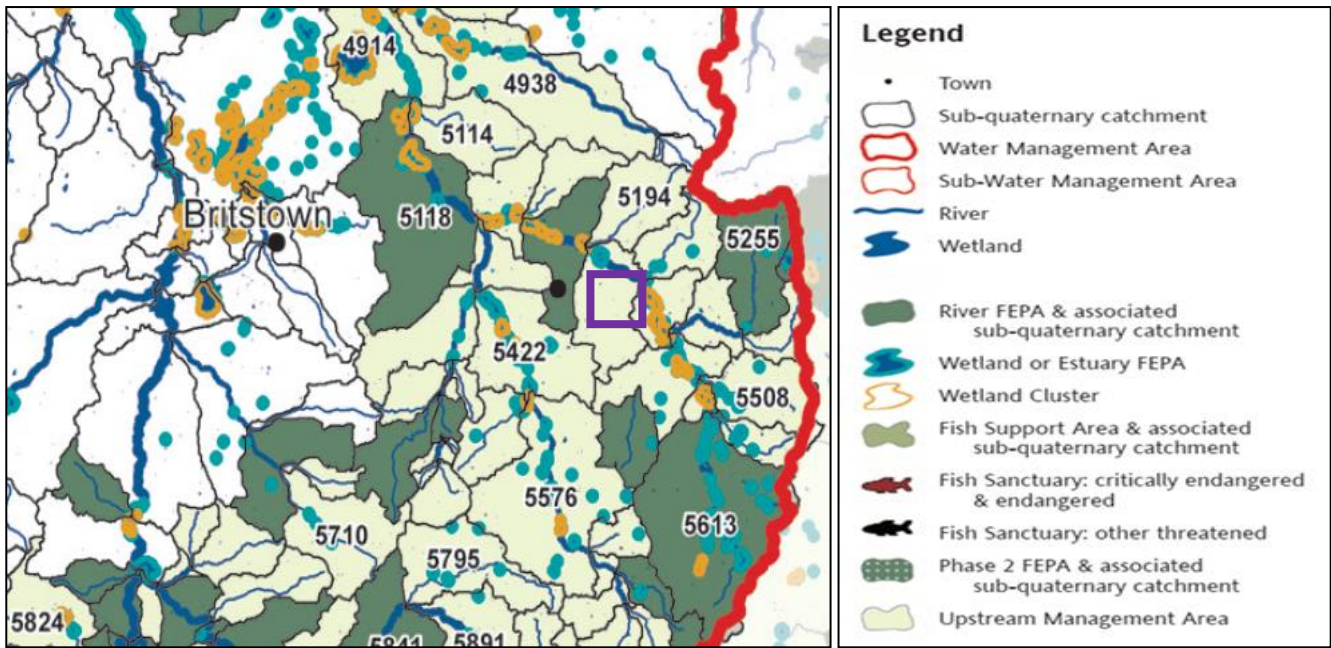 4914
4938
5114
Britstown
5118
5194
5255
5422
5508
5576
5613
5710
5795
5824
5841
5891
Legend
Town
Sub-quaternary catchment
Water Management Area
Sub-Water Management Area
River
Wetland
River FEPA & associated
sub-quaternary catchment
Wetland or Estuary FEPA
Wetland Cluster
Fish Support Area & associated
sub-quaternary catchment
Fish Sanctuary: critically endangered
& endangered
Fish Sanctuary: other threatened
Phase 2 FEPA & associated
sub-quaternary catchment
Upstream Management Area